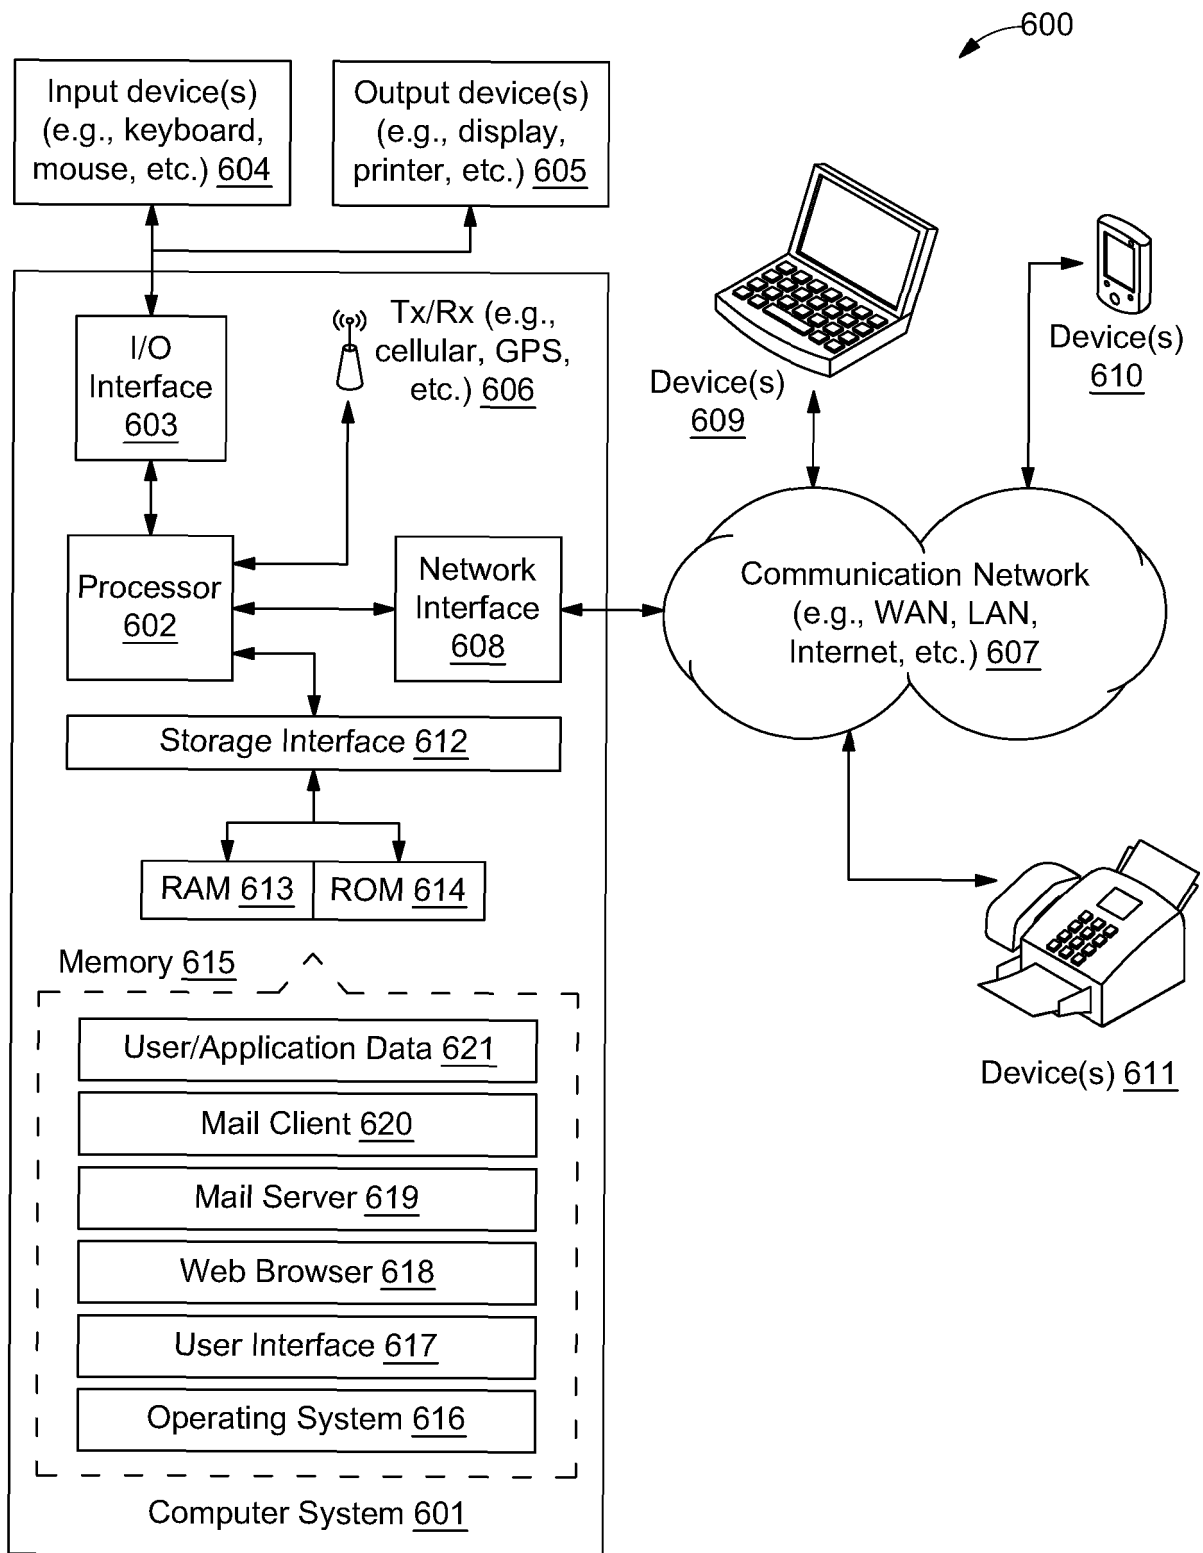 600
Input device(s)
(e.g., keyboard,
mouse, etc.) 604
Output device(s)
(e.g., display,
printer, etc.) 605
I/O
Interface
603
Tx/Rx (e.g.,
cellular, GPS,
etc.) 606
Device(s)
609
Device(s)
610
Processor
602
Network
Interface
608
Communication Network
(e.g., WAN, LAN,
Internet, etc.) 607
Storage Interface 612
RAM 613
ROM 614
Memory 615
User/Application Data 621
Mail Client 620
Mail Server 619
Web Browser 618
User Interface 617
Operating System 616
Computer System 601
Device(s) 611